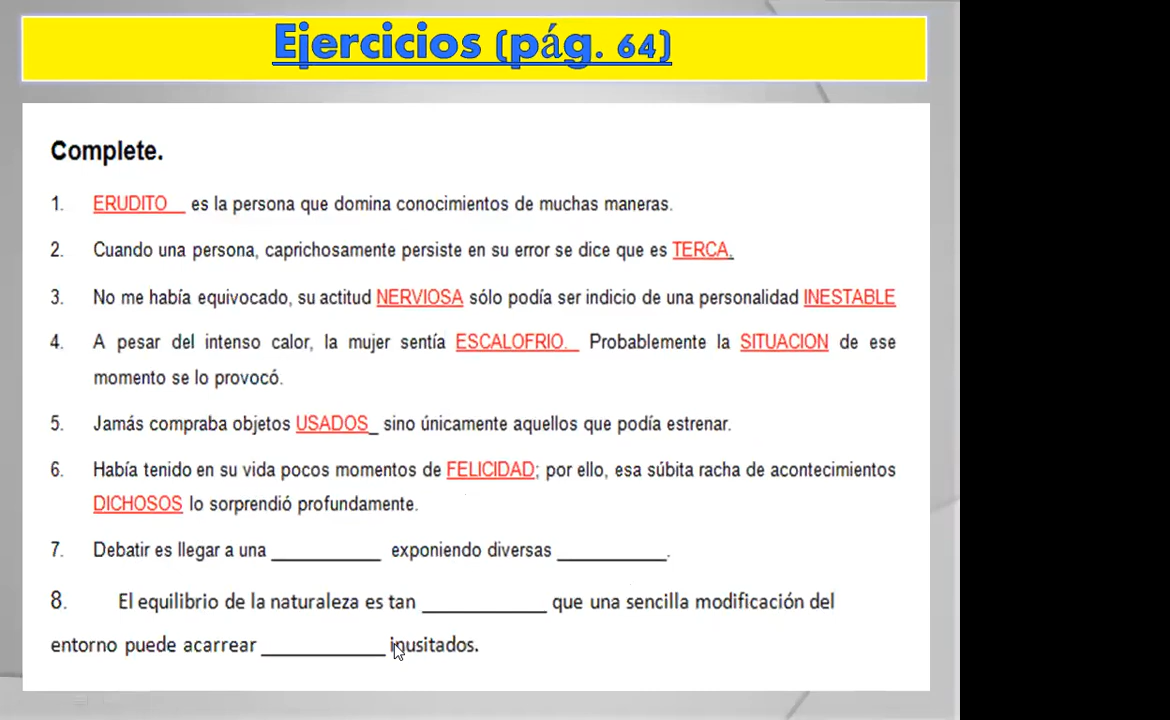 Ejercicios (pág. 64)
Complete.
1. ERUDITO__ es la persona que domina conocimientos de muchas maneras.
2. Cuando una persona, caprichosamente persiste en su error se dice que es TERCA.
3. No me había equivocado, su actitud NERVIOSA sólo podía ser indicio de una personalidad INESTABLE
4. A pesar del intenso calor, la mujer sentía ESCALOFRIO._ Probablemente la SITUACION de ese
momento se lo provocó.
5. Jamás compraba objetos USADOS_ sino únicamente aquellos que podía estrenar.
6. Había tenido en su vida pocos momentos de FELICIDAD; por ello, esa súbita racha de acontecimientos
DICHOSOS lo sorprendió profundamente.
7. Debatir es llegar a una ___________ exponiendo diversas ___________.
8. El equilibrio de la naturaleza es tan ____________ que una sencilla modificación del
entorno puede acarrear ____________ inusitados.